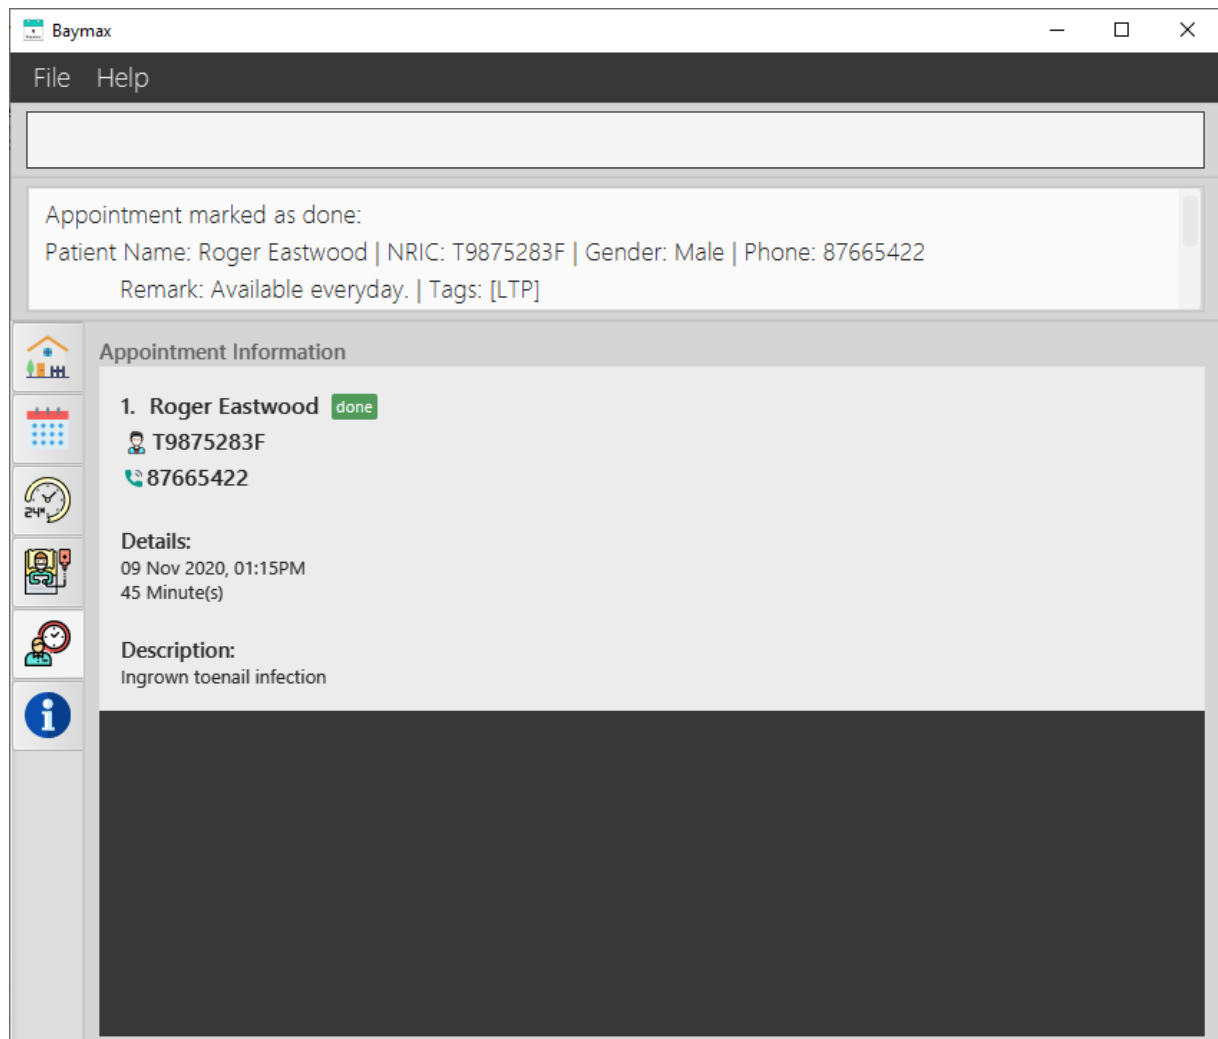 Baymax
File Help
Appointment marked as done:
Patient Name: Roger Eastwood | NRIC: T9875283F | Gender: Male | Phone: 87665422
Remark: Available everyday. | Tags: [LTP]
Appointment Information
1. Roger Eastwood done
T9875283F
87665422
24H
Details:
09 Nov 2020, 01:15PM
45 Minute(s)
Description:
Ingrown toenail infection